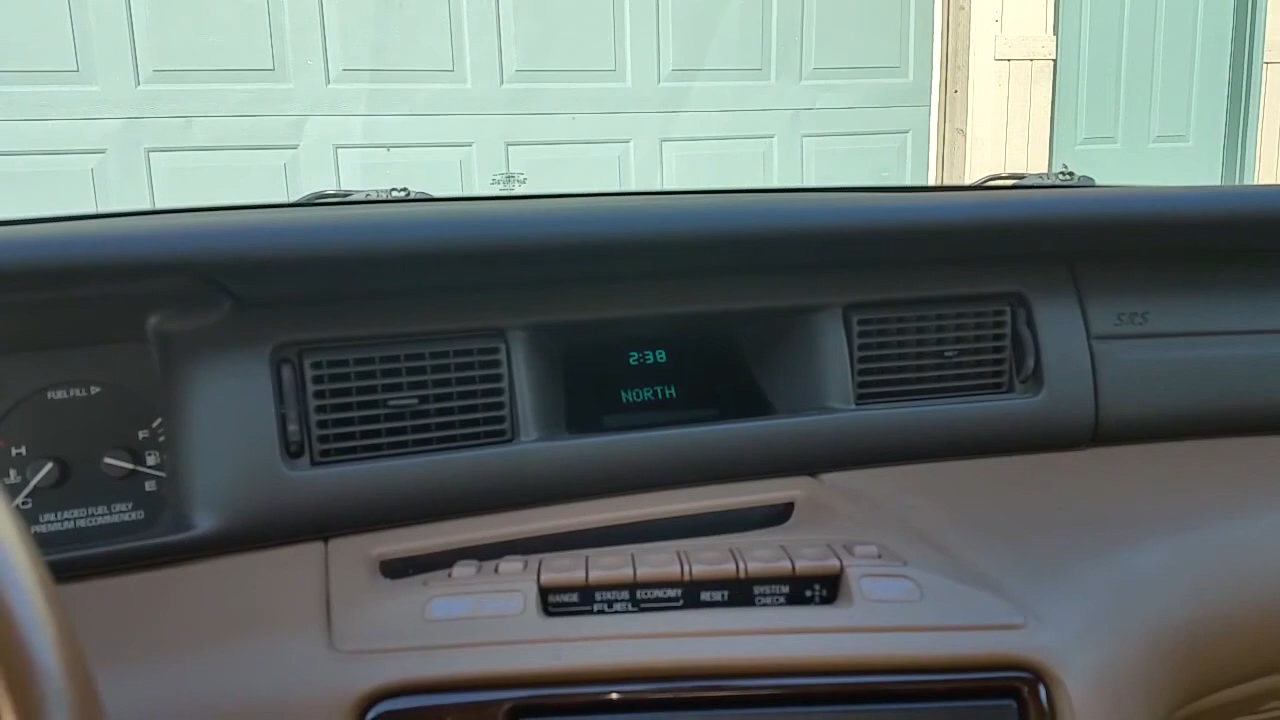 2:38
NORTH
SRS
FUEL FILL
F
H
E
C
UNLEADED FUEL ONLY
PREMIUM RECOMMENDED
RANGE STATUS ECONOMY RESET SYSTEM CHECK
FUEL